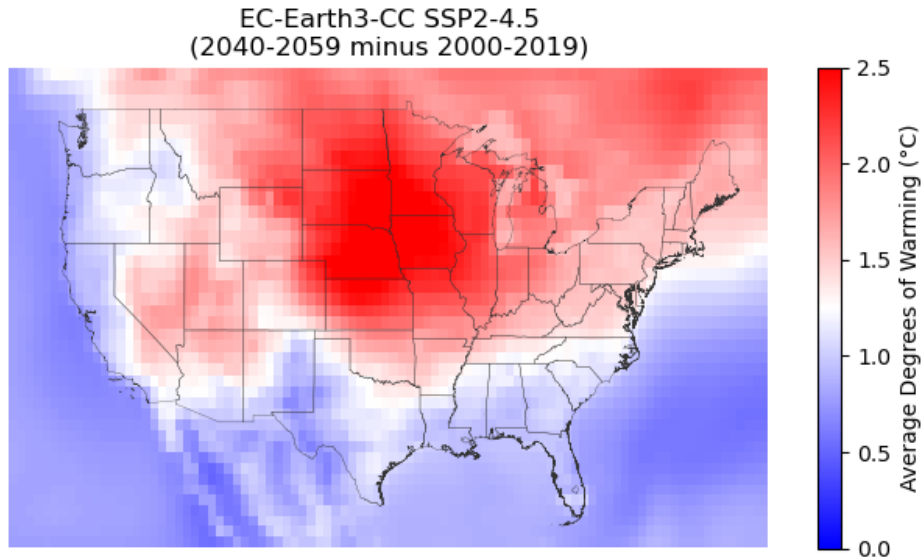 EC-Earth3-CC SSP2-4.5
(2040-2059 minus 2000-2019)
2.5
2.0
1.5
1.0
0.5
0.0
Average Degrees of Warming (°C)